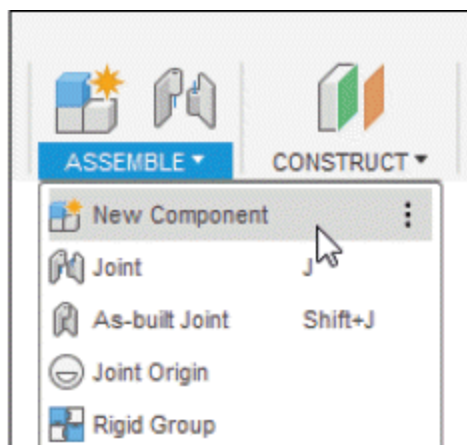 ASSEMBLE CONSTRUCT
New Component
Joint J
As-built Joint Shift+J
Joint Origin
Rigid Group